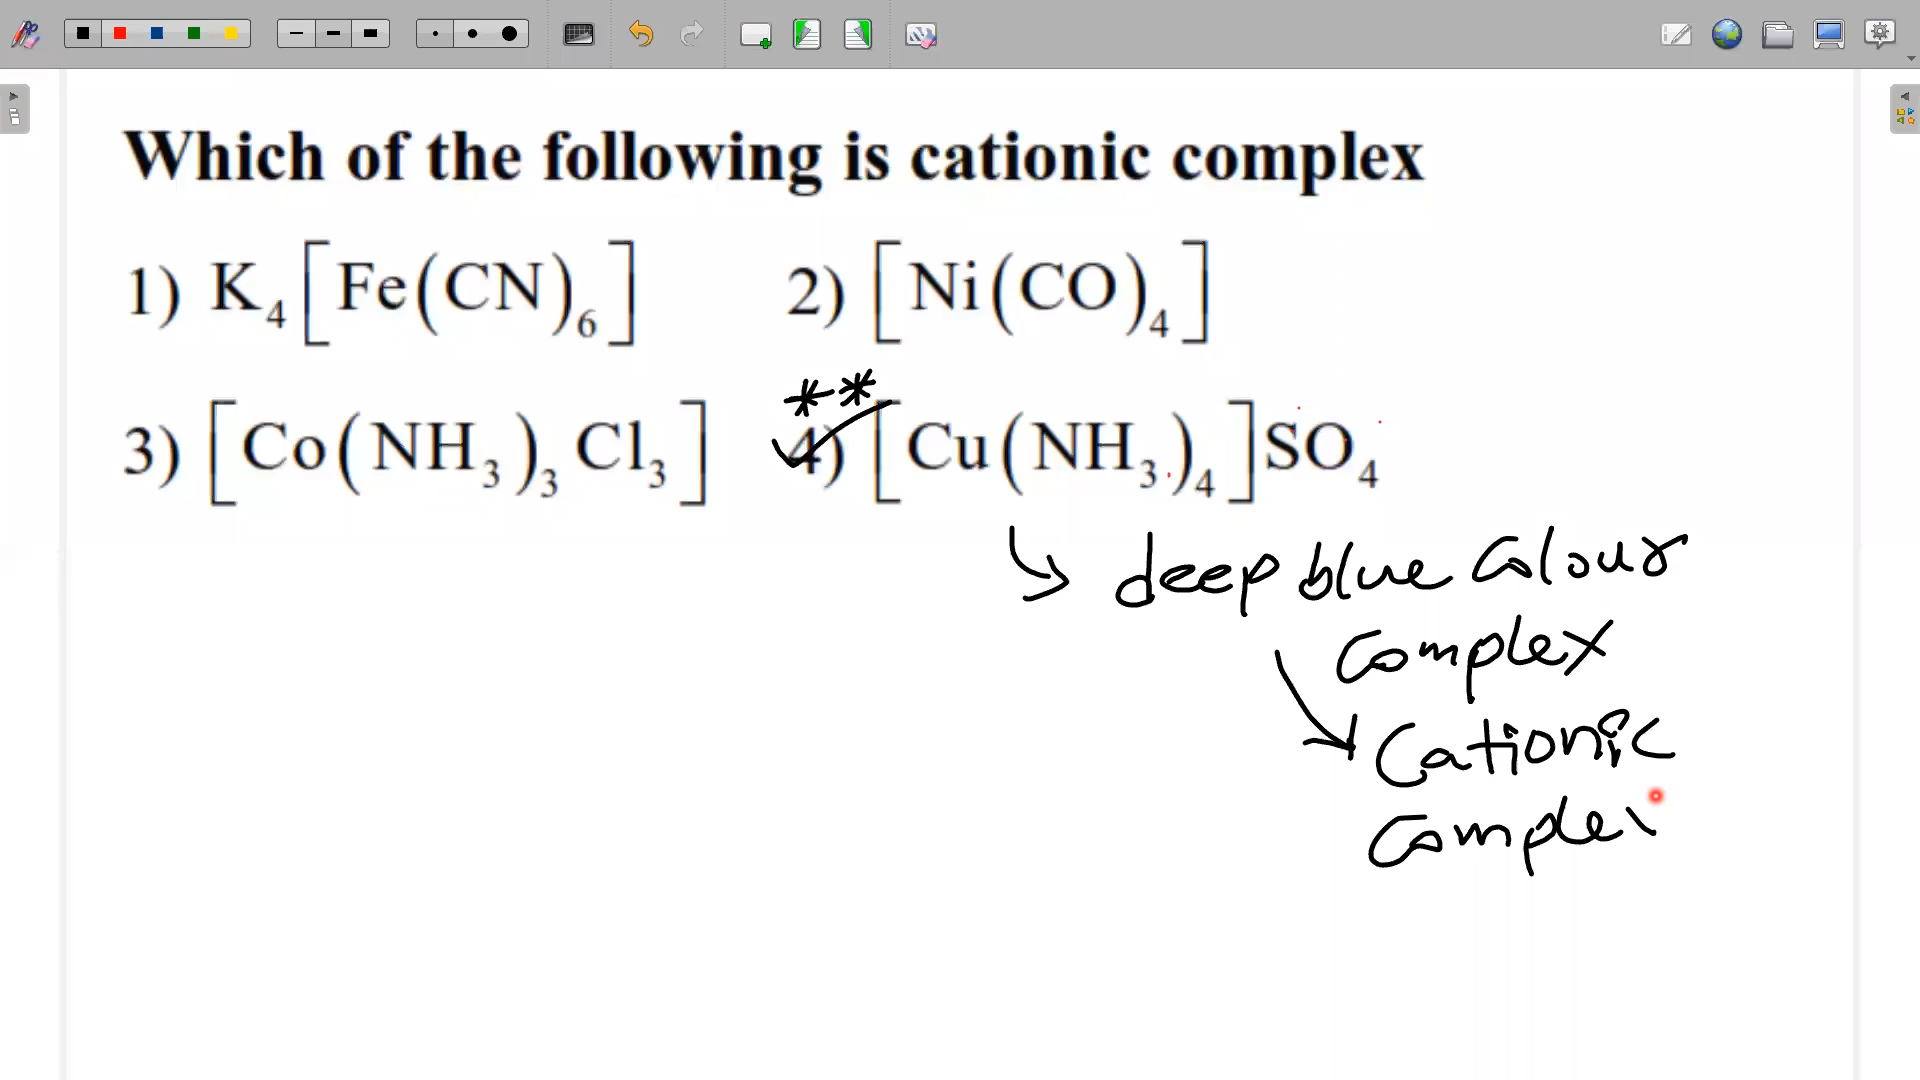 Which of the following is cationic complex
1) K₄[Fe(CN)₆] 2) [Ni(CO)₄]
**
3) [Co(NH₃)₃Cl₃] 4) [Cu(NH₃)₄]SO₄
deep blue colour
complex
Cationic
complex